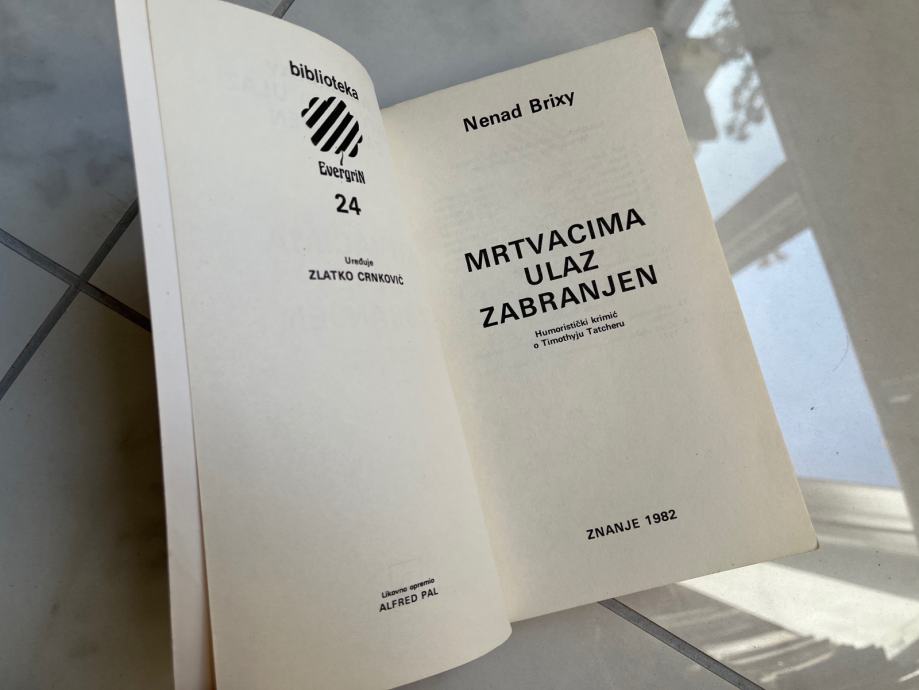 biblioteka
EvergriN
24
Uređuje
ZLATKO CRNKOVIĆ
Likovno opremio
ALFRED PAL
Nenad Brixy
MRTVACIMA
ULAZ
ZABRANJEN
Humoristički krimić
o Timothyju Tatcheru
ZNANJE 1982